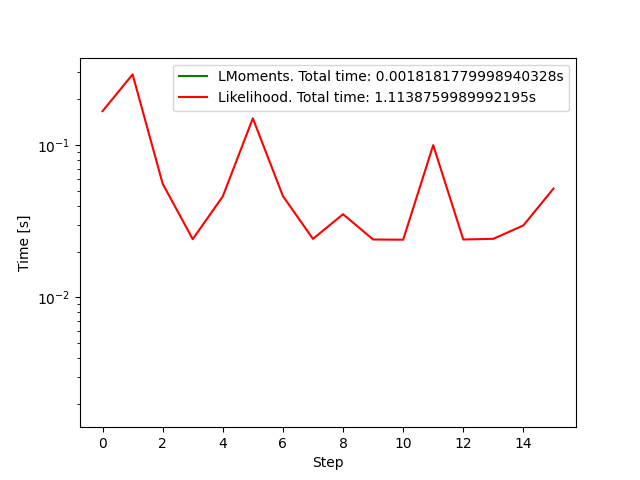 LMoments. Total time: 0.0018181779998940328s
Likelihood. Total time: 1.1138759989992195s
10⁻¹
10⁻²
Time [s]
0 2 4 6 8 10 12 14
Step